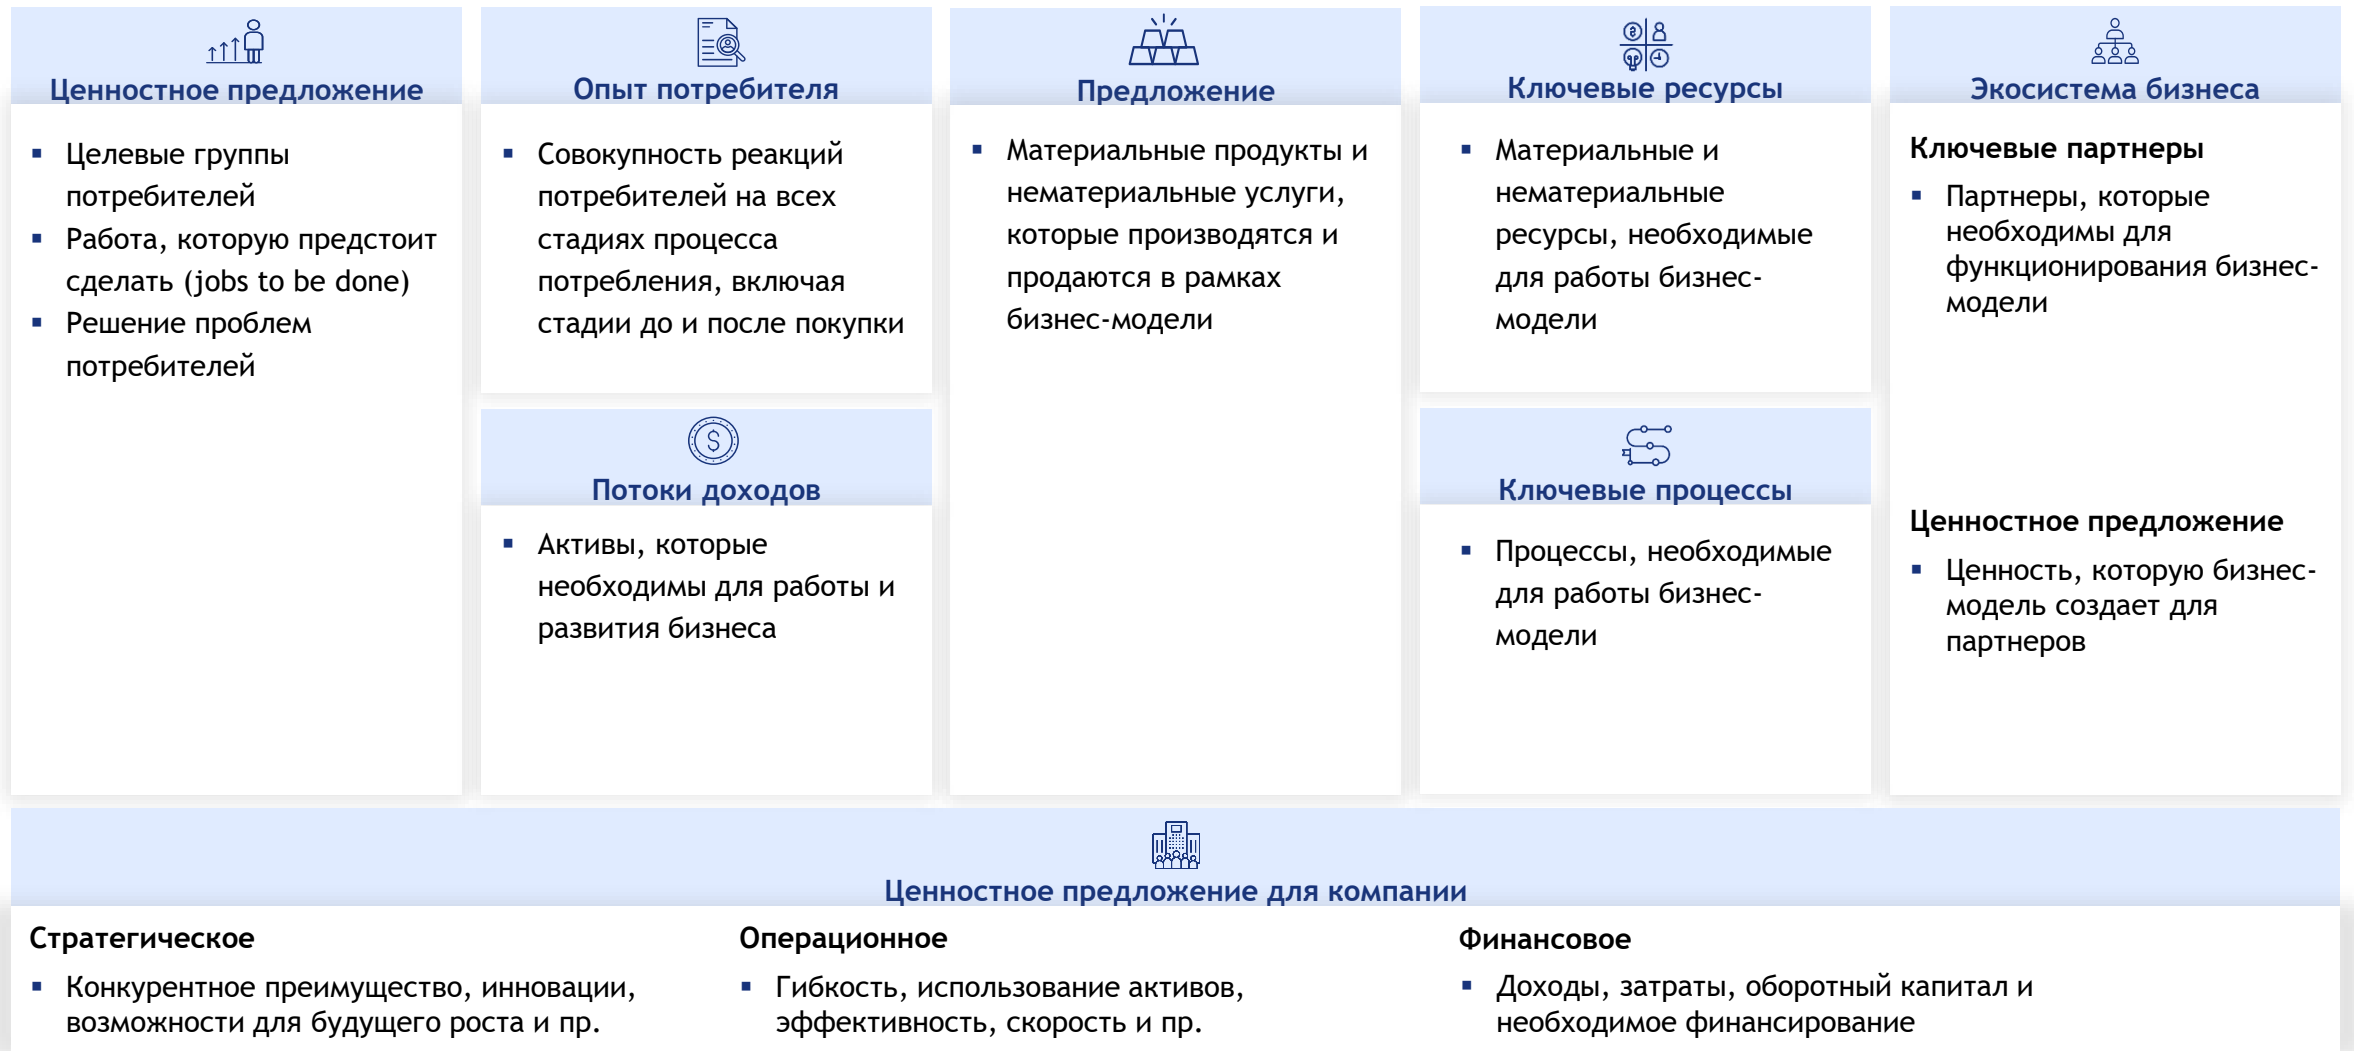 Ценностное предложение
Целевые группы
потребителей
Работа, которую предстоит
сделать (jobs to be done)
Решение проблем
потребителей
Опыт потребителя
Совокупность реакций
потребителей на всех
стадиях процесса
потребления, включая
стадии до и после покупки
Потоки доходов
Активы, которые
необходимы для работы и
развития бизнеса
Предложение
Материальные продукты и
нематериальные услуги,
которые производятся и
продаются в рамках
бизнес-модели
Ключевые ресурсы
Материальные и
нематериальные
ресурсы, необходимые
для работы бизнес-
модели
Ключевые процессы
Процессы, необходимые
для работы бизнес-
модели
Экосистема бизнеса
Ключевые партнеры
Партнеры, которые
необходимы для
функционирования бизнес-
модели
Ценностное предложение
Ценность, которую бизнес-
модель создает для
партнеров
Ценностное предложение для компании
Стратегическое
Конкурентное преимущество, инновации,
возможности для будущего роста и пр.
Операционное
Гибкость, использование активов,
эффективность, скорость и пр.
Финансовое
Доходы, затраты, оборотный капитал и
необходимое финансирование